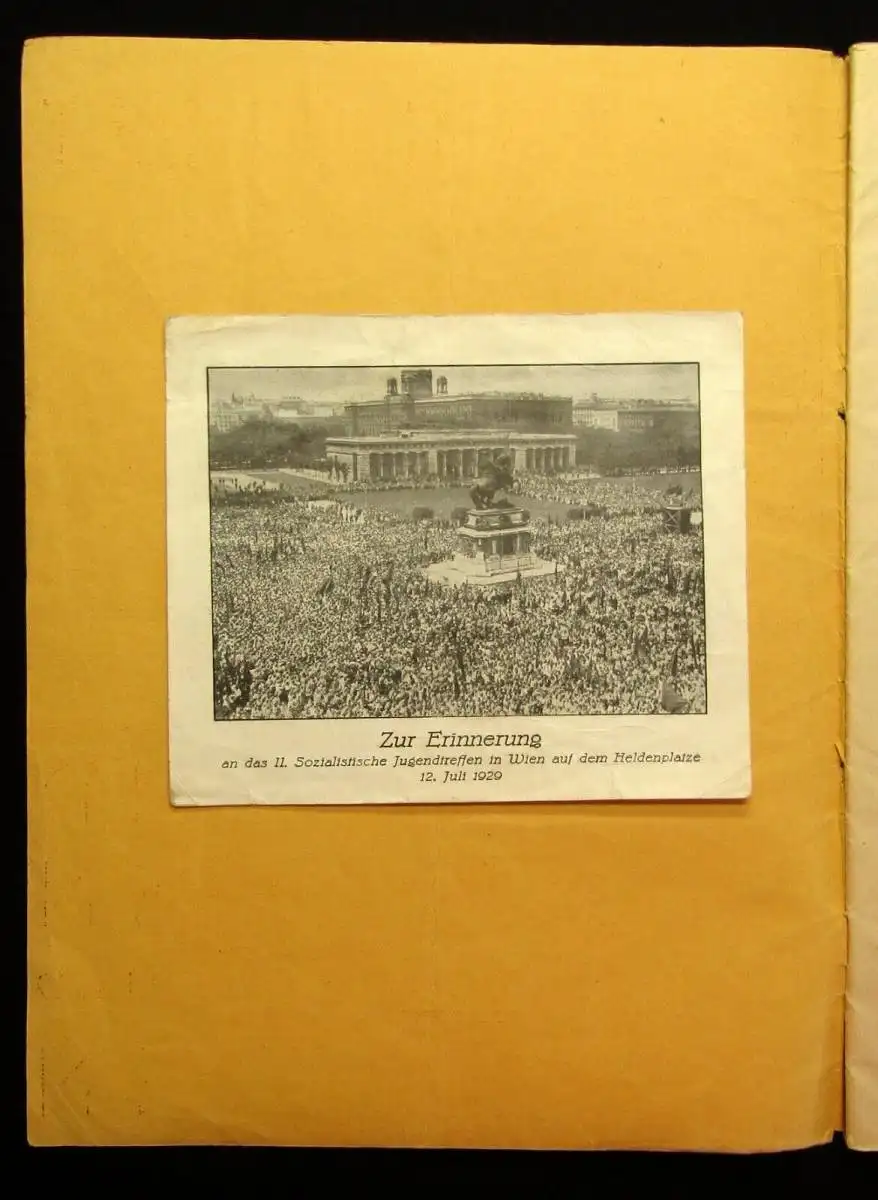 Zur Erinnerung
an das II. Sozialistische Jugendtreffen in Wien auf dem Heldenplatze
12. Juli 1929